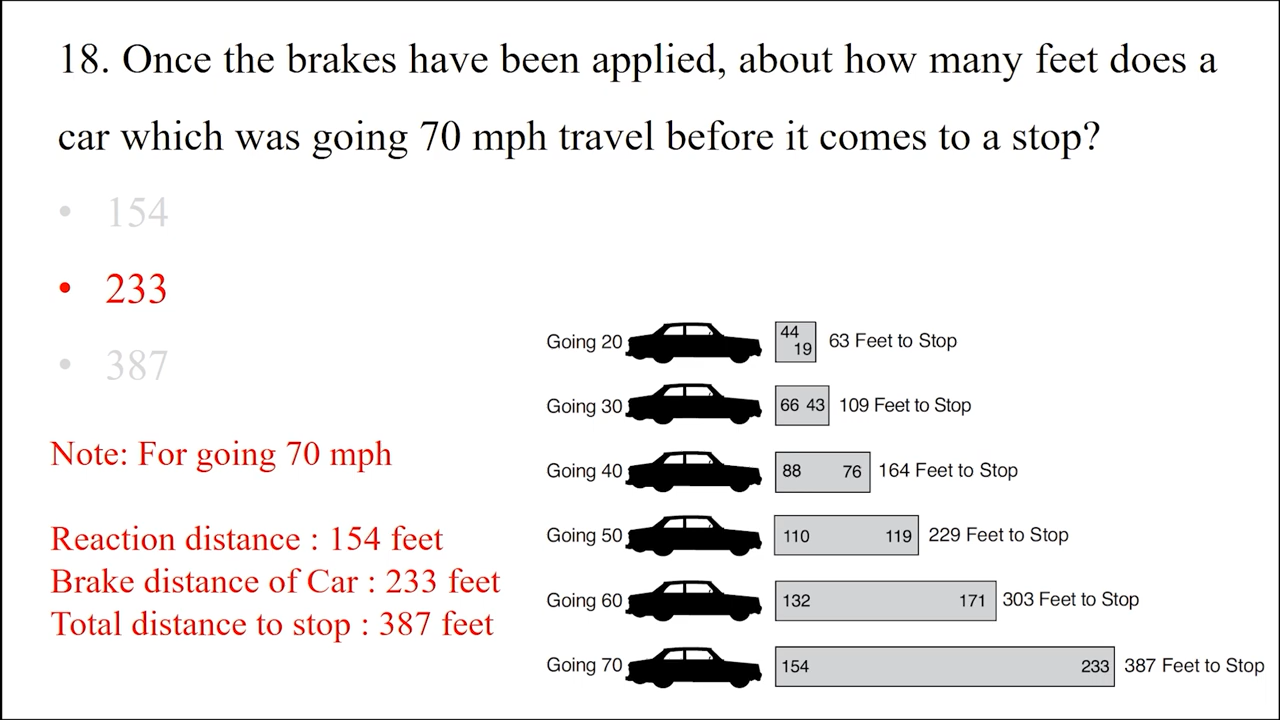 18. Once the brakes have been applied, about how many feet does a
car which was going 70 mph travel before it comes to a stop?
• 154
• 233
• 387
Note: For going 70 mph
Reaction distance : 154 feet
Brake distance of Car : 233 feet
Total distance to stop : 387 feet
Going 20 44 19 63 Feet to Stop
Going 30 66 43 109 Feet to Stop
Going 40 88 76 164 Feet to Stop
Going 50 110 119 229 Feet to Stop
Going 60 132 171 303 Feet to Stop
Going 70 154 233 387 Feet to Stop